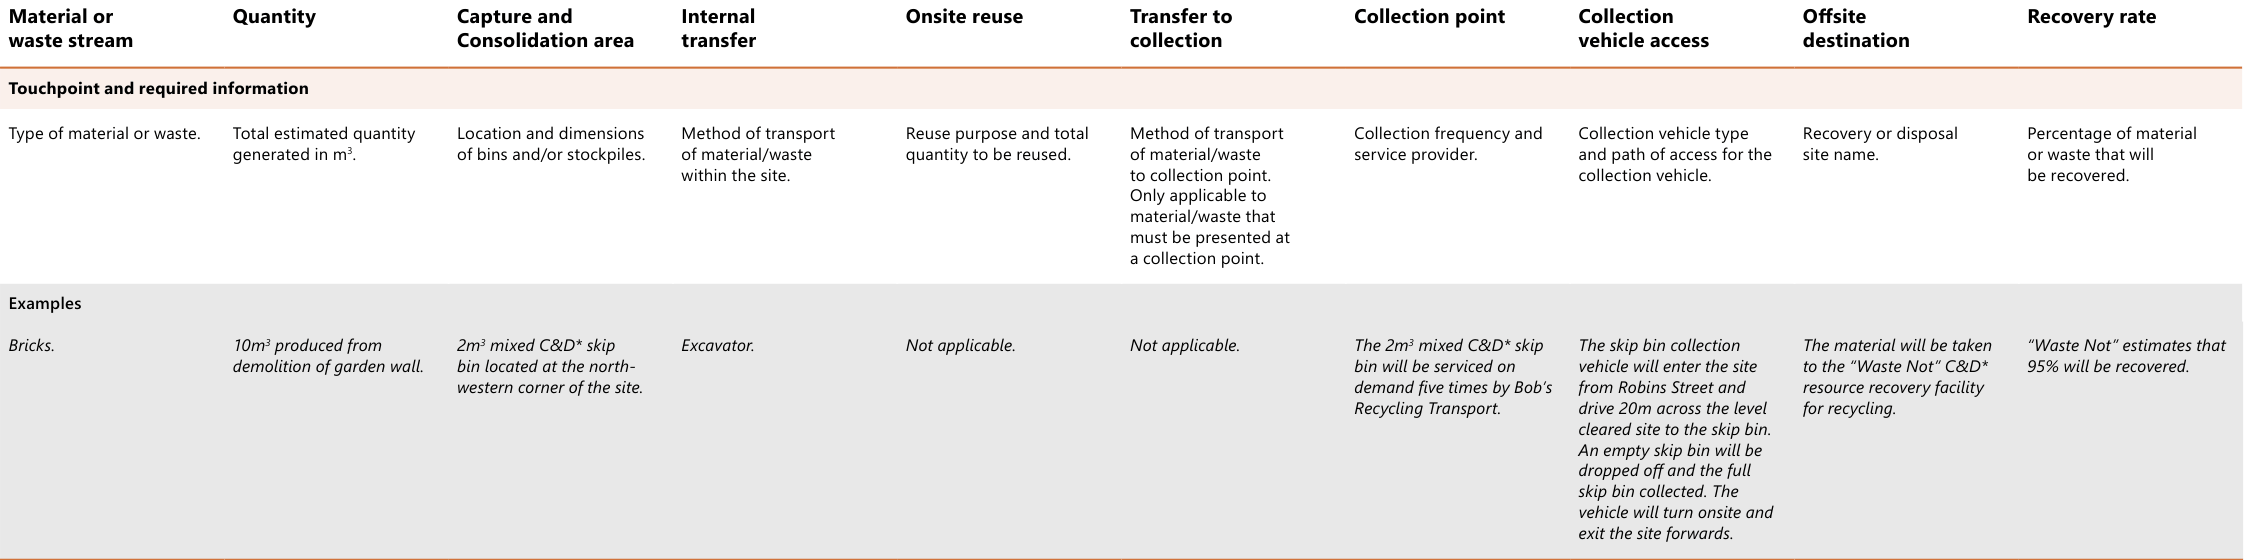 Material or
waste stream
Quantity
Capture and
Consolidation area
Internal
transfer
Onsite reuse
Transfer to
collection
Collection point
Collection
vehicle access
Offsite
destination
Recovery rate
Touchpoint and required information
Type of material or waste.
Total estimated quantity
generated in m³.
Location and dimensions
of bins and/or stockpiles.
Method of transport
of material/waste
within the site.
Reuse purpose and total
quantity to be reused.
Method of transport
of material/waste
to collection point.
Only applicable to
material/waste that
must be presented at
a collection point.
Collection frequency and
service provider.
Collection vehicle type
and path of access for the
collection vehicle.
Recovery or disposal
site name.
Percentage of material
or waste that will
be recovered.
Examples
Bricks.
10m³ produced from
demolition of garden wall.
2m³ mixed C&D* skip
bin located at the north-
western corner of the site.
Excavator.
Not applicable.
Not applicable.
The 2m³ mixed C&D* skip
bin will be serviced on
demand five times by Bob’s
Recycling Transport.
The skip bin collection
vehicle will enter the site
from Robins Street and
drive 20m across the level
cleared site to the skip bin.
An empty skip bin will be
dropped off and the full
skip bin collected. The
vehicle will turn onsite and
exit the site forwards.
The material will be taken
to the “Waste Not” C&D*
resource recovery facility
for recycling.
“Waste Not” estimates that
95% will be recovered.